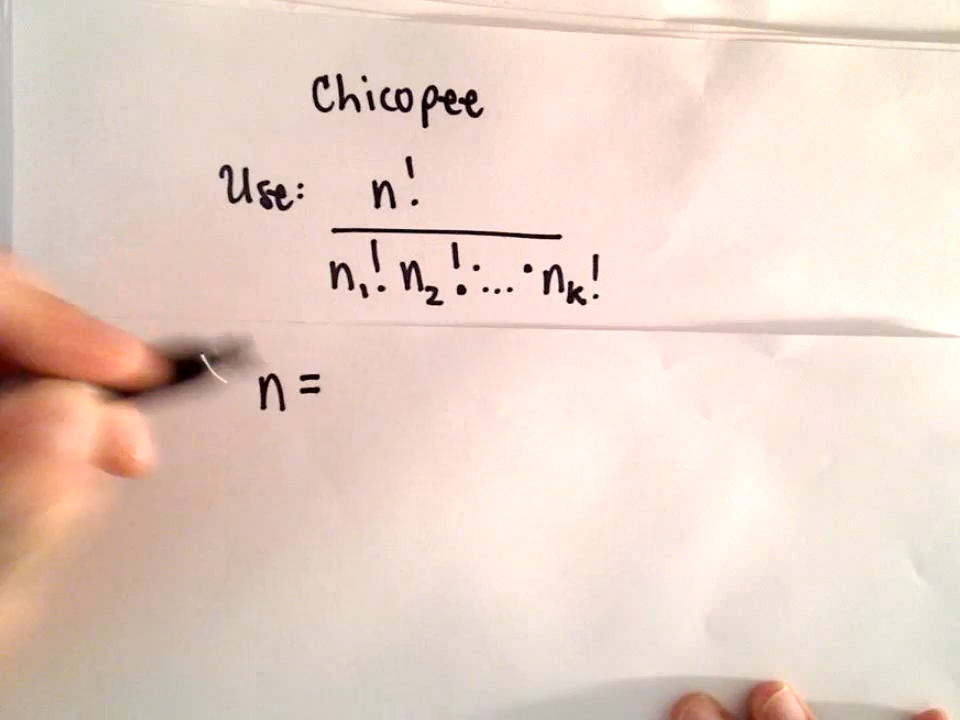 Chicopee
Use: n!
n₁! n₂! · ... · nₖ!
n =